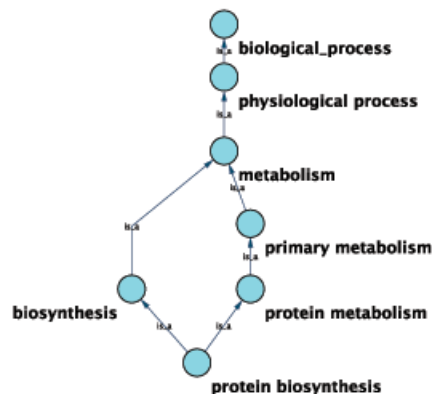 is_a
biological_process
physiological process
is_a
metabolism
is_a
is_a
primary metabolism
is_a
biosynthesis
protein metabolism
is_a
is_a
protein biosynthesis